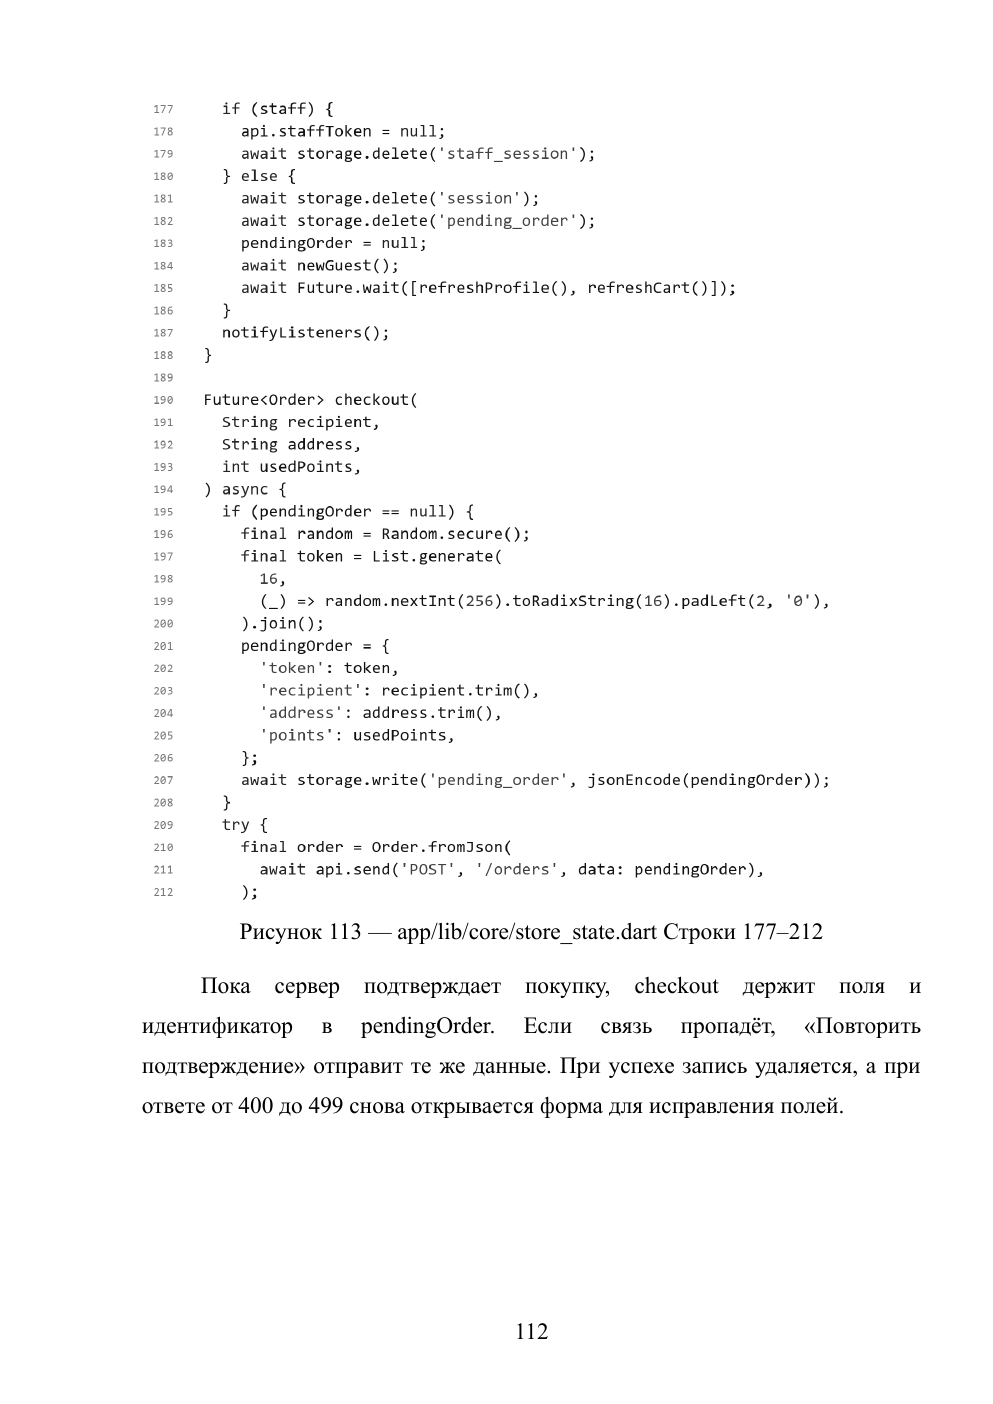 177 if (staff) {
178 api.staffToken = null;
179 await storage.delete('staff_session');
180 } else {
181 await storage.delete('session');
182 await storage.delete('pending_order');
183 pendingOrder = null;
184 await newGuest();
185 await Future.wait([refreshProfile(), refreshCart()]);
186 }
187 notifyListeners();
188 }
189
190 Future<Order> checkout(
191 String recipient,
192 String address,
193 int usedPoints,
194 ) async {
195 if (pendingOrder == null) {
196 final random = Random.secure();
197 final token = List.generate(
198 16,
199 (_) => random.nextInt(256).toRadixString(16).padLeft(2, '0'),
200 ).join();
201 pendingOrder = {
202 'token': token,
203 'recipient': recipient.trim(),
204 'address': address.trim(),
205 'points': usedPoints,
206 };
207 await storage.write('pending_order', jsonEncode(pendingOrder));
208 }
209 try {
210 final order = Order.fromJson(
211 await api.send('POST', '/orders', data: pendingOrder),
212 );
Рисунок 113 — app/lib/core/store_state.dart Строки 177–212
Пока сервер подтверждает покупку, checkout держит поля и
идентификатор в pendingOrder. Если связь пропадёт, «Повторить
подтверждение» отправит те же данные. При успехе запись удаляется, а при
ответе от 400 до 499 снова открывается форма для исправления полей.
112